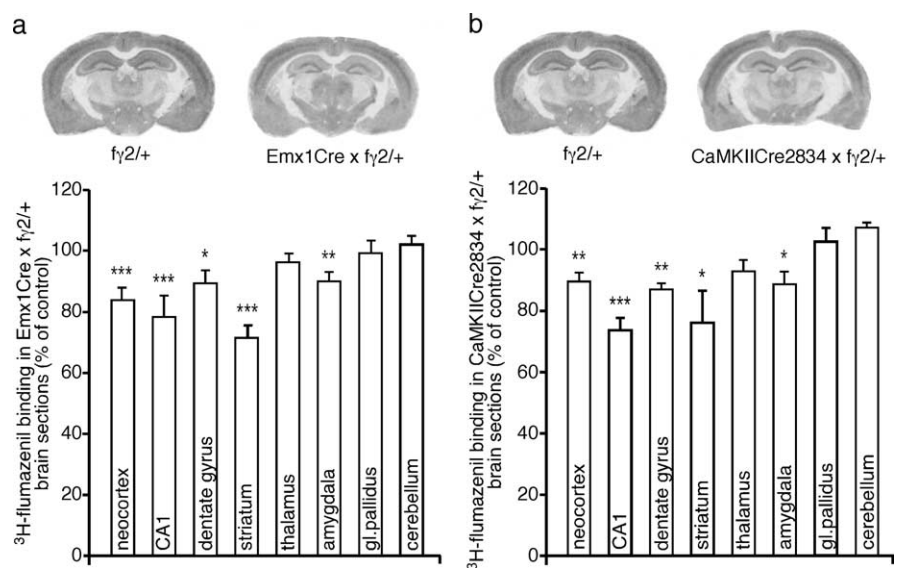 a
fγ2/+
Emx1Cre x fγ2/+
³H-flumazenil binding in Emx1Cre x fγ2/+
brain sections (% of control)
120
100
80
60
40
20
0
***
***
*
***
**
neocortex
CA1
dentate gyrus
striatum
thalamus
amygdala
gl.pallidus
cerebellum
b
fγ2/+
CaMKIICre2834 x fγ2/+
³H-flumazenil binding in CaMKIICre2834 x fγ2/+
brain sections (% of control)
120
100
80
60
40
20
0
**
***
**
*
*
neocortex
CA1
dentate gyrus
striatum
thalamus
amygdala
gl.pallidus
cerebellum